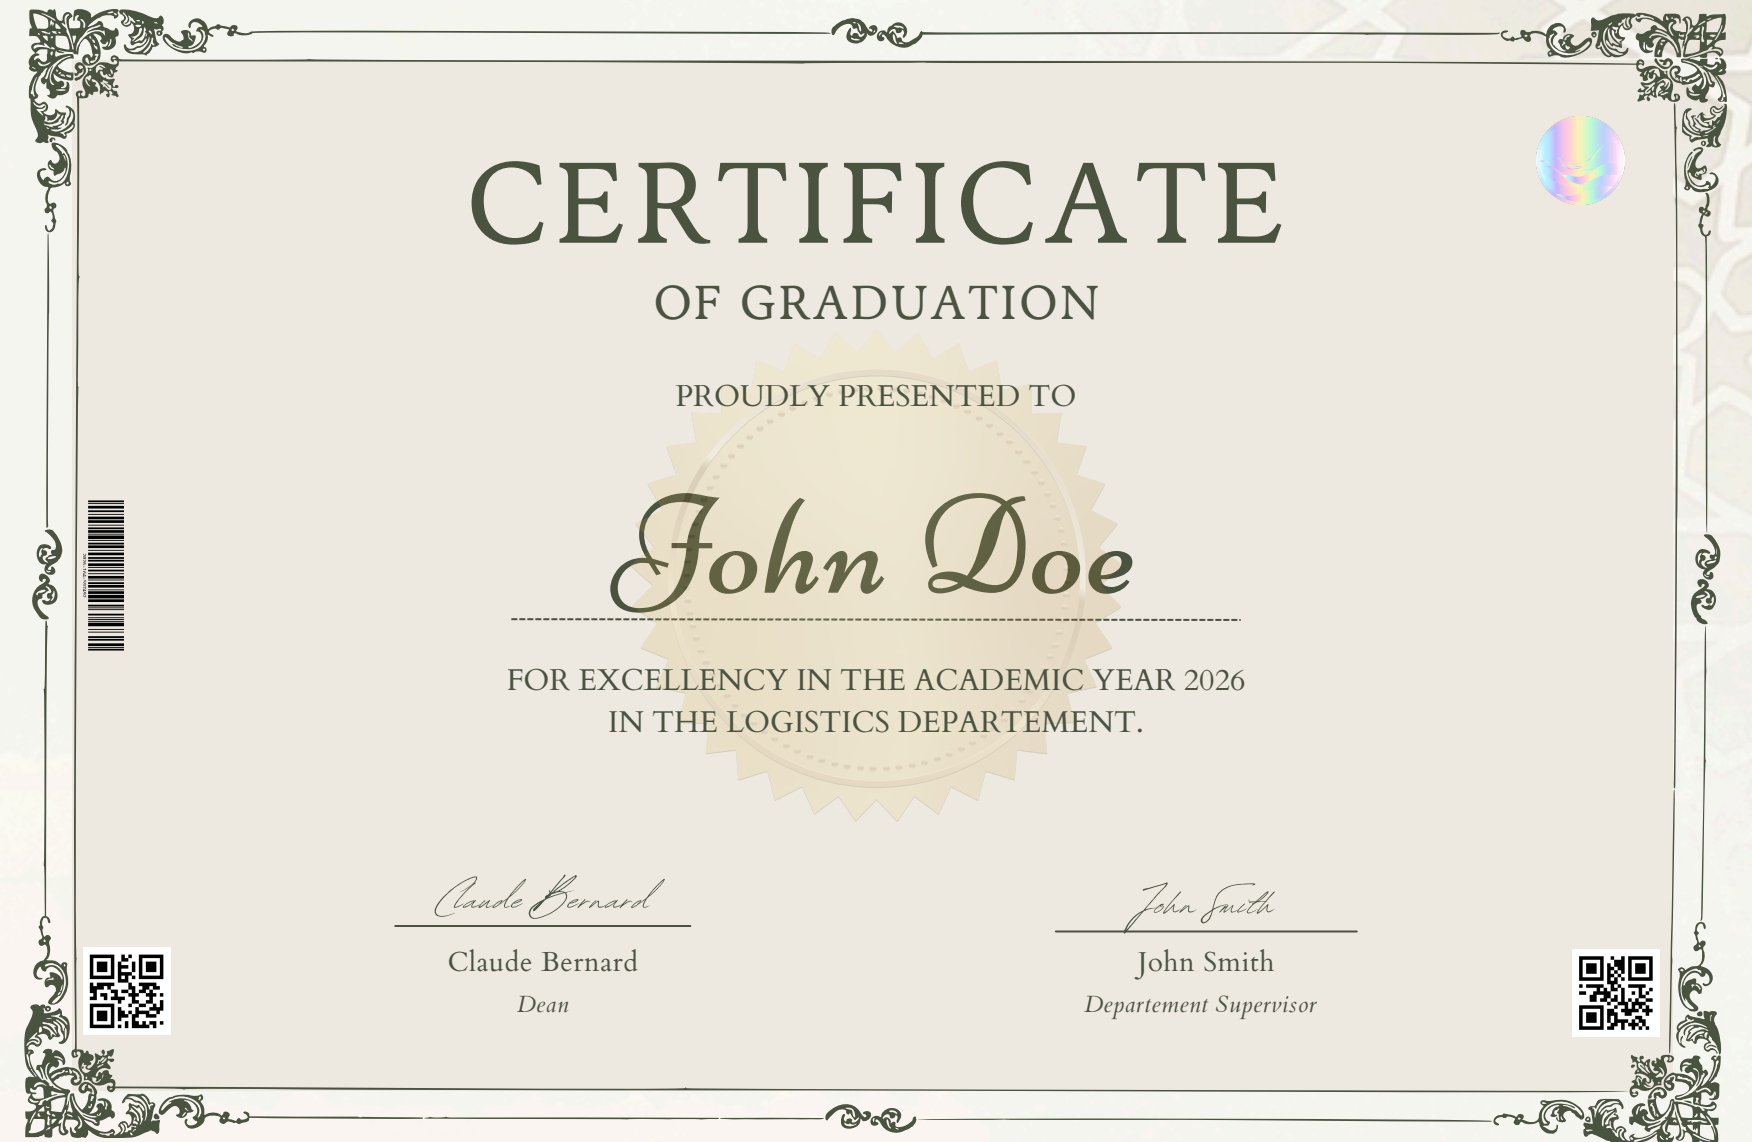 CERTIFICATE
OF GRADUATION
PROUDLY PRESENTED TO
John Doe
FOR EXCELLENCY IN THE ACADEMIC YEAR 2026
IN THE LOGISTICS DEPARTEMENT.
Claude Bernard
John Smith
Claude Bernard
John Smith
Dean
Departement Supervisor